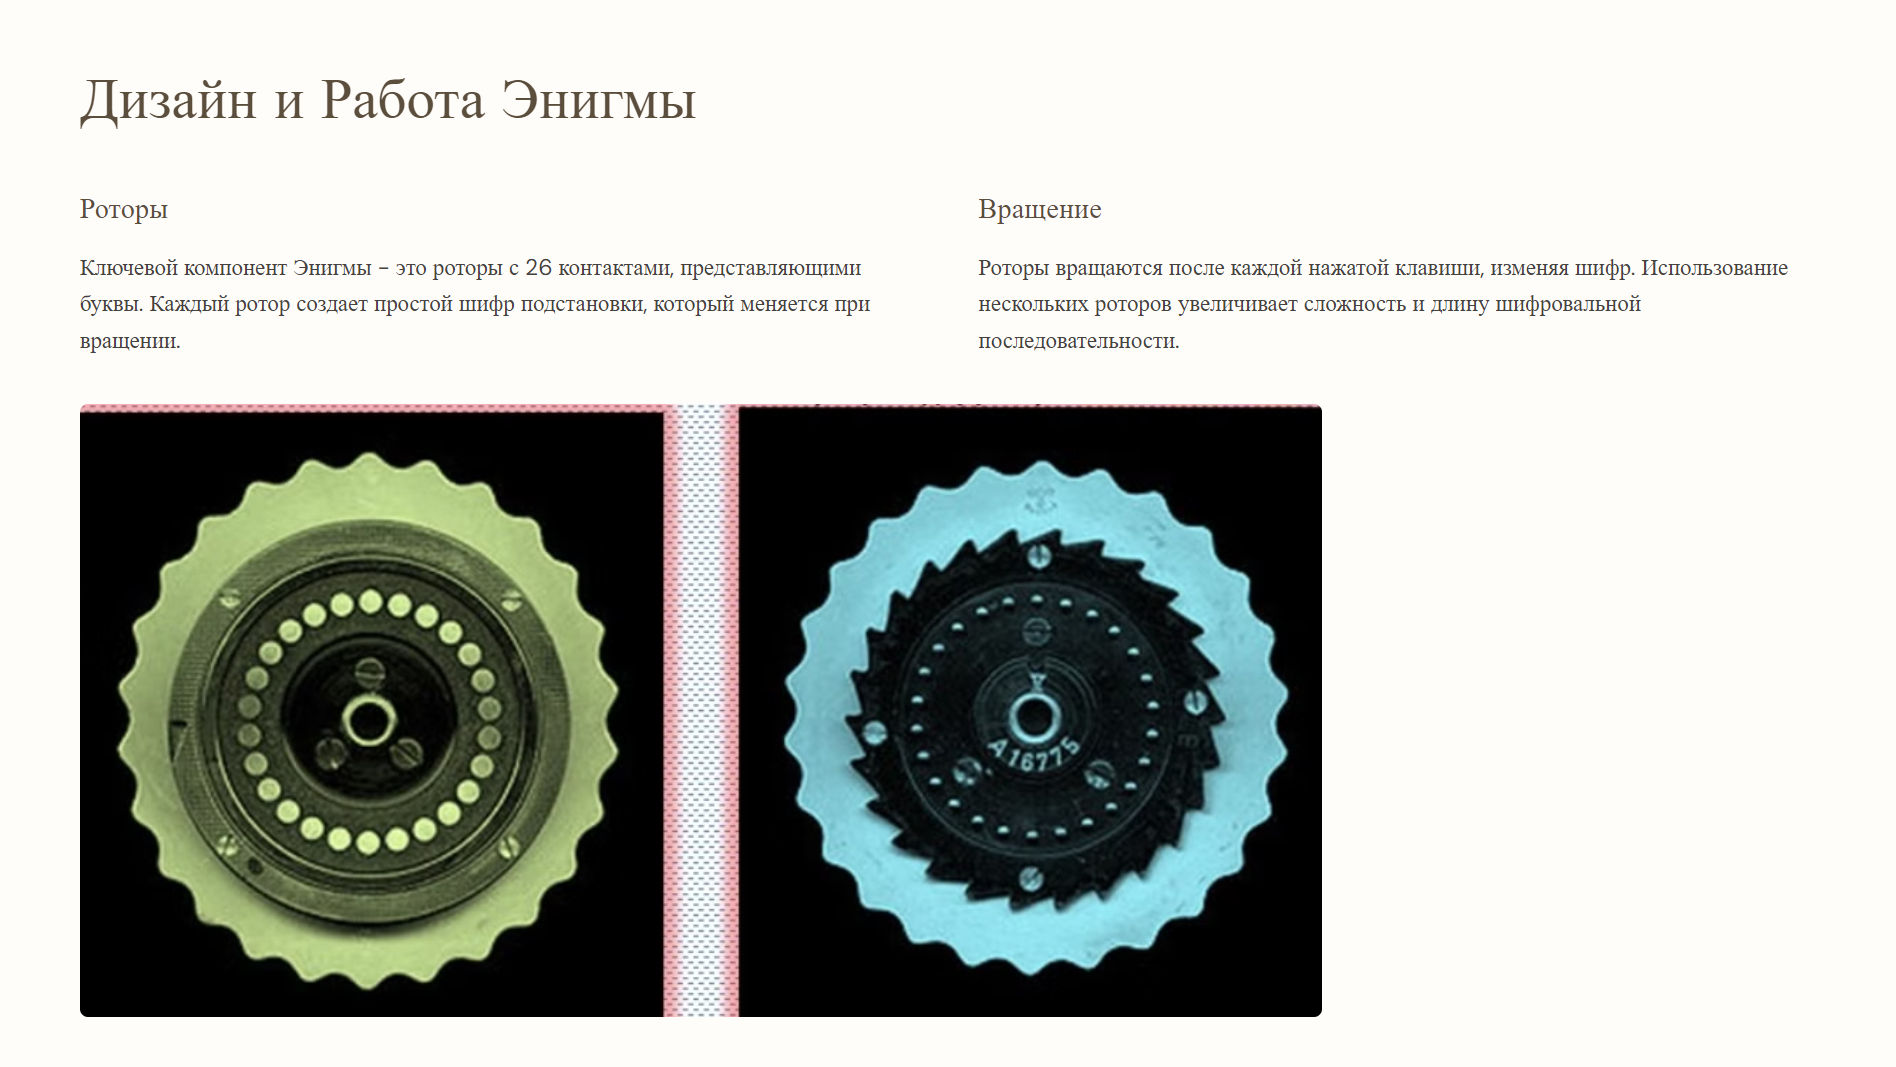 Дизайн и Работа Энигмы
Роторы
Ключевой компонент Энигмы – это роторы с 26 контактами, представляющими
буквы. Каждый ротор создает простой шифр подстановки, который меняется при
вращении.
Вращение
Роторы вращаются после каждой нажатой клавиши, изменяя шифр. Использование
нескольких роторов увеличивает сложность и длину шифровальной
последовательности.
A16775